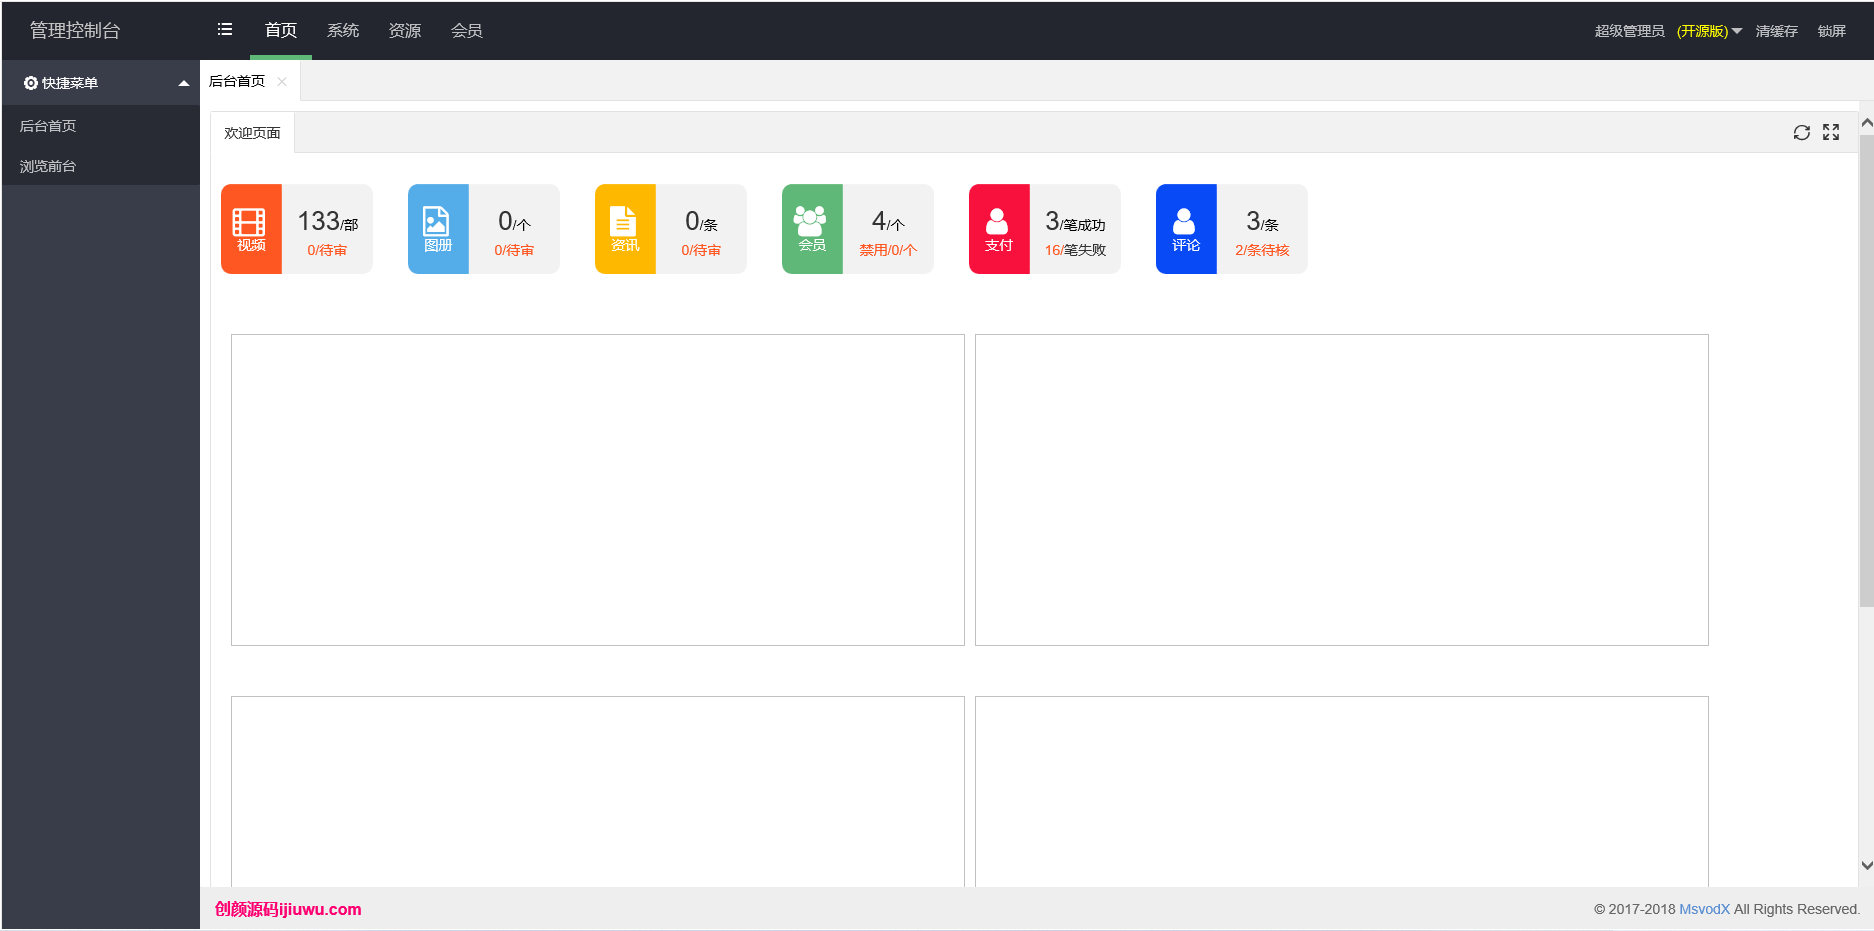 管理控制台 首页 系统 资源 会员 超级管理员 (开源版) 清缓存 锁屏
快捷菜单
后台首页
浏览前台
后台首页
欢迎页面
视频
133/部
0/待审
图册
0/个
0/待审
资讯
0/条
0/待审
会员
4/个
禁用/0/个
支付
3/笔成功
16/笔失败
评论
3/条
2/条待核
创颜源码ijiuwu.com
© 2017-2018 MsvodX All Rights Reserved.